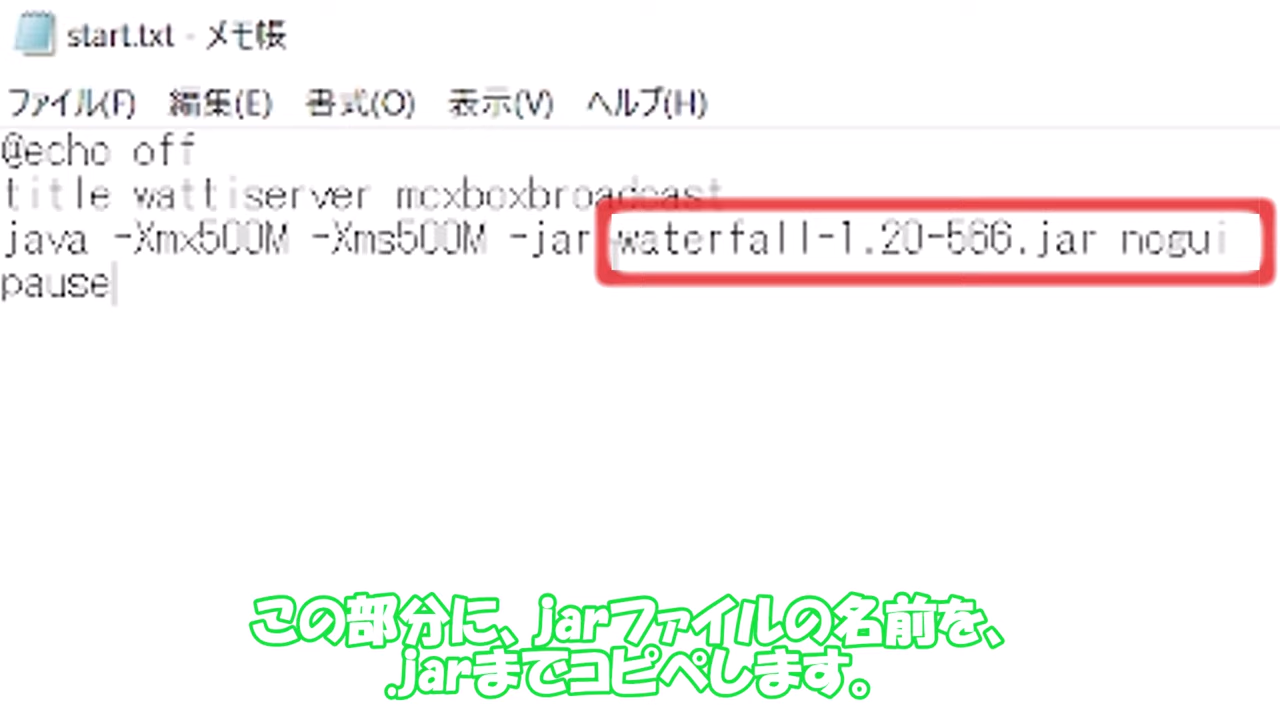 start.txt - メモ帳
ファイル(F) 編集(E) 書式(O) 表示(V) ヘルプ(H)
@echo off
title wattiserver mcxboxbroadcast
java -Xmx500M -Xms500M -jar waterfall-1.20-566.jar nogui
pause
この部分に、jarファイルの名前を、
.jarまでコピペします。